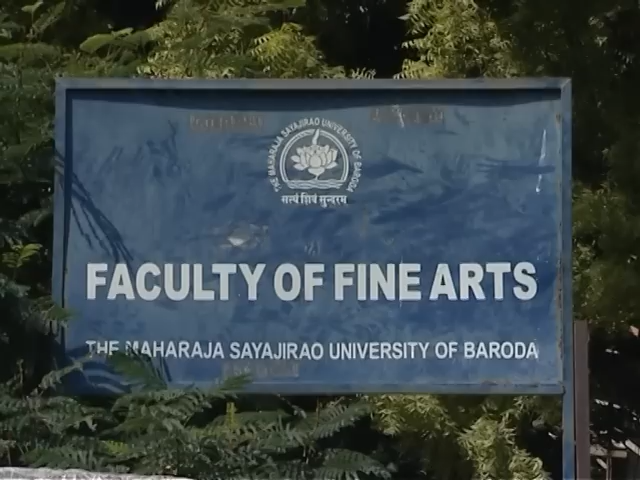 THE MAHARAJA SAYAJIRAO UNIVERSITY OF BARODA
सत्यं शिवं सुन्दरम
FACULTY OF FINE ARTS
THE MAHARAJA SAYAJIRAO UNIVERSITY OF BARODA